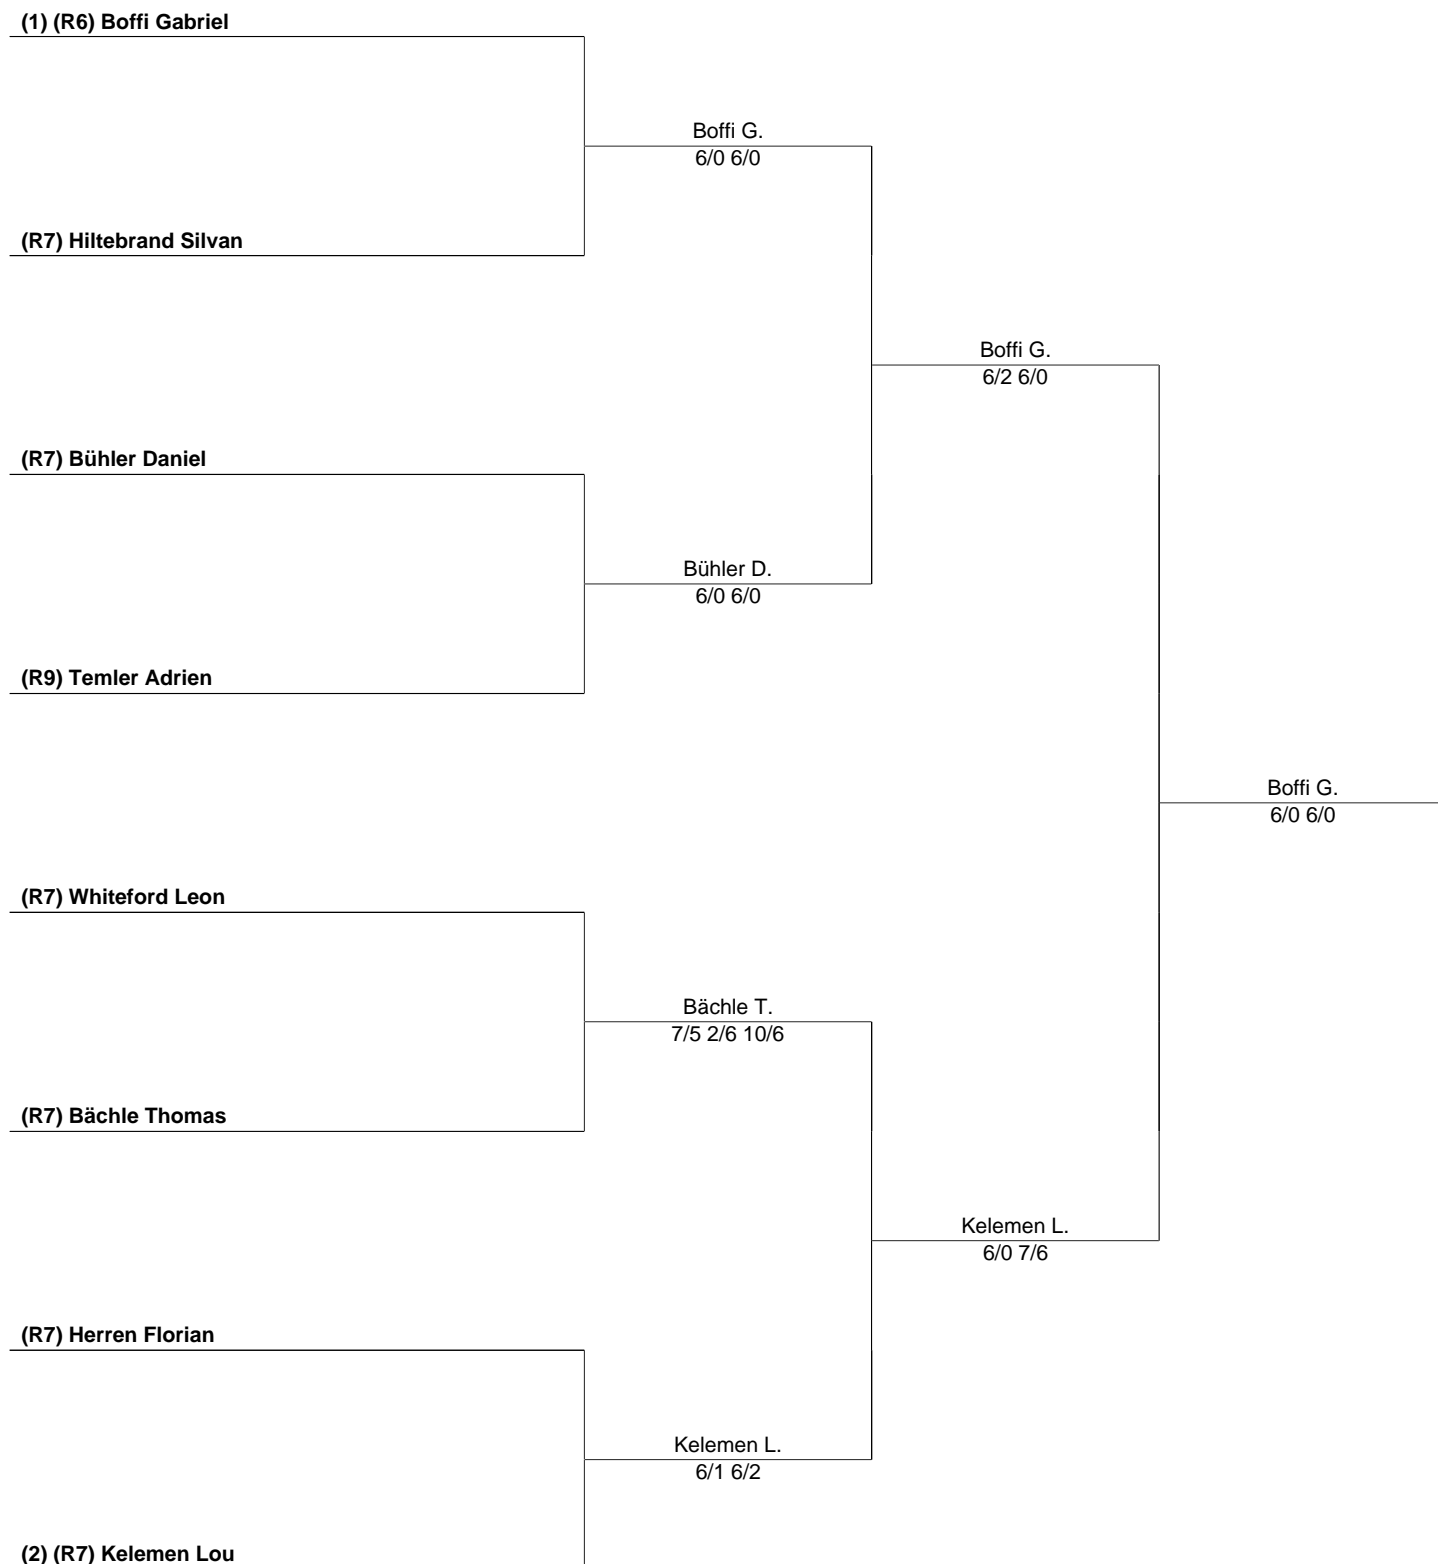 (1) (R6) Boffi Gabriel
Boffi G.
6/0 6/0
(R7) Hiltebrand Silvan
Boffi G.
6/2 6/0
(R7) Bühler Daniel
Bühler D.
6/0 6/0
(R9) Temler Adrien
Boffi G.
6/0 6/0
(R7) Whiteford Leon
Bächle T.
7/5 2/6 10/6
(R7) Bächle Thomas
Kelemen L.
6/0 7/6
(R7) Herren Florian
Kelemen L.
6/1 6/2
(2) (R7) Kelemen Lou